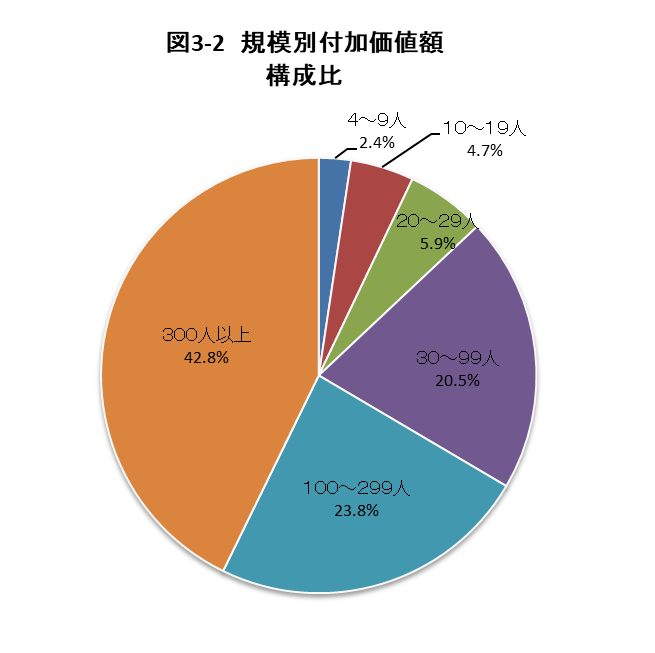 図3-2 規模別付加価値額
構成比
4～9人
2.4%
10～19人
4.7%
20～29人
5.9%
30～99人
20.5%
100～299人
23.8%
300人以上
42.8%